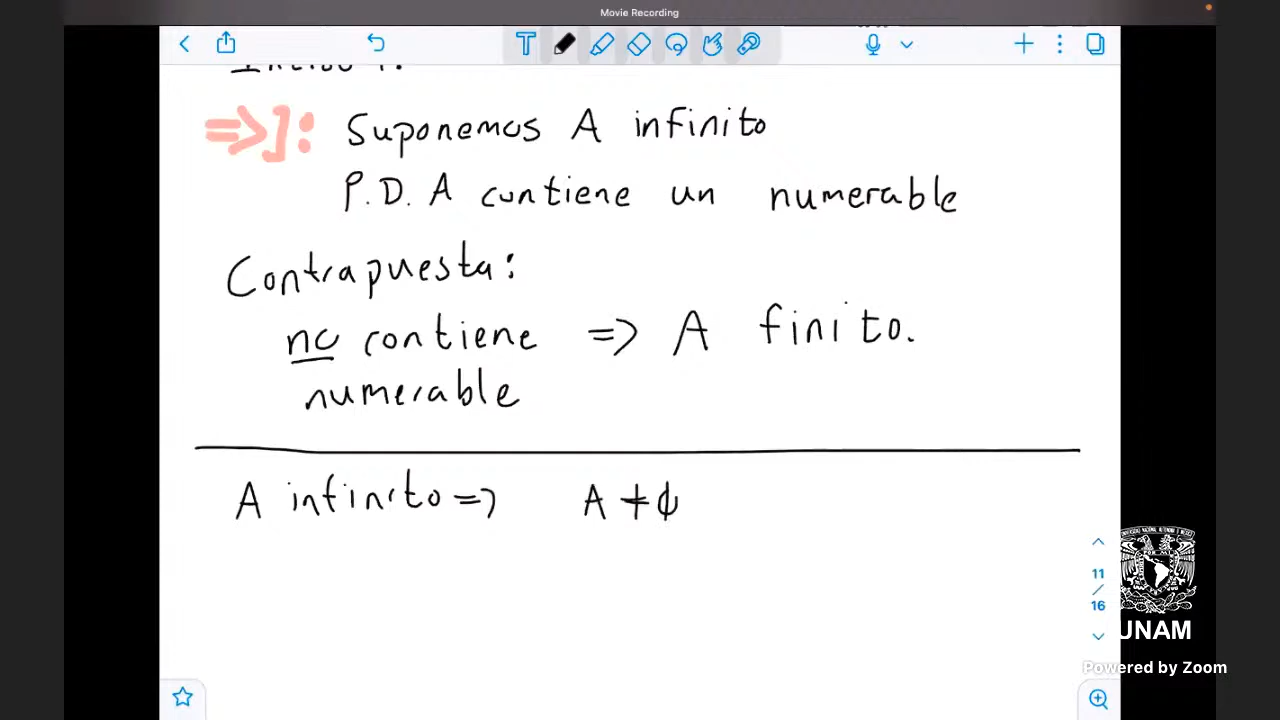 Movie Recording
=>]: Suponemos A infinito
P.D. A contiene un numerable
Contrapuesta:
no contiene => A finito.
numerable
A infinito => A ≠ ϕ
11
/
16
UNAM
Powered by Zoom